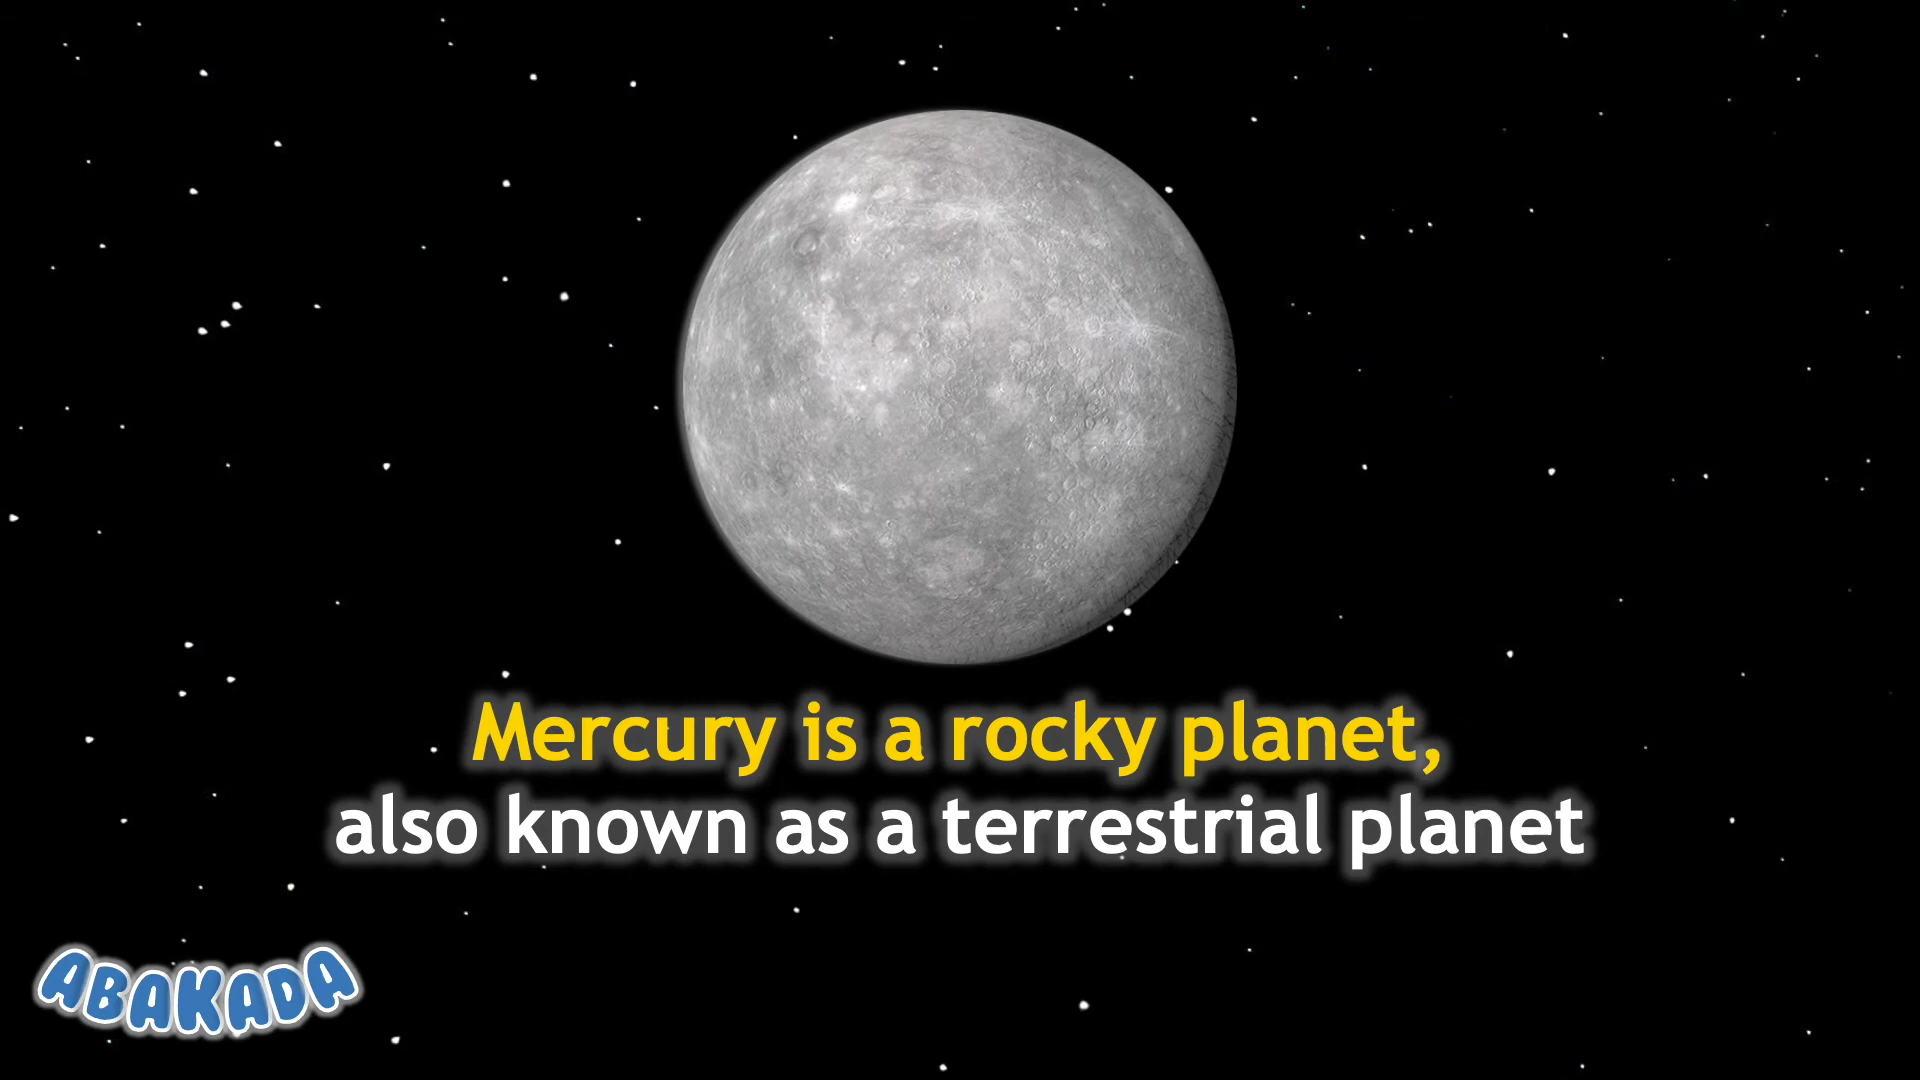 Mercury is a rocky planet,
also known as a terrestrial planet
ABAKADA